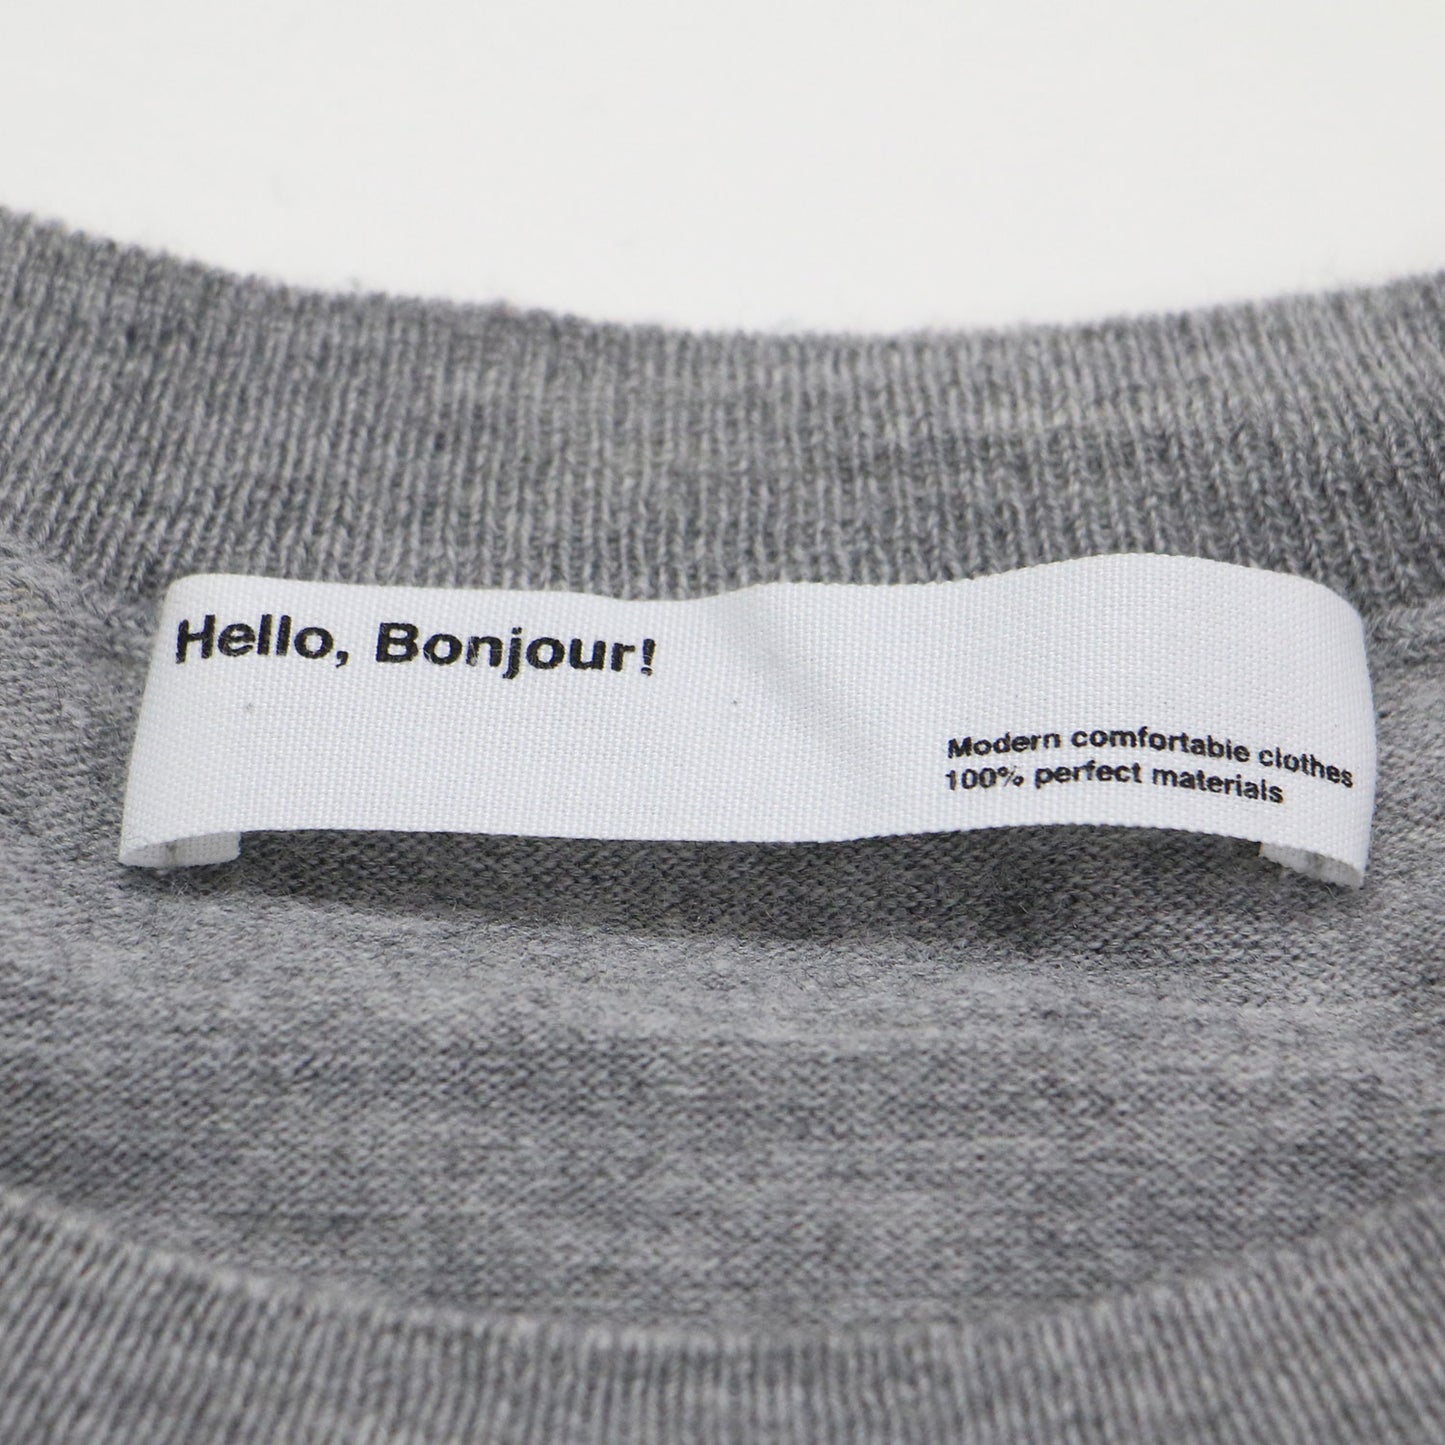 Hello, Bonjour!
Modern comfortable clothes
100% perfect materials